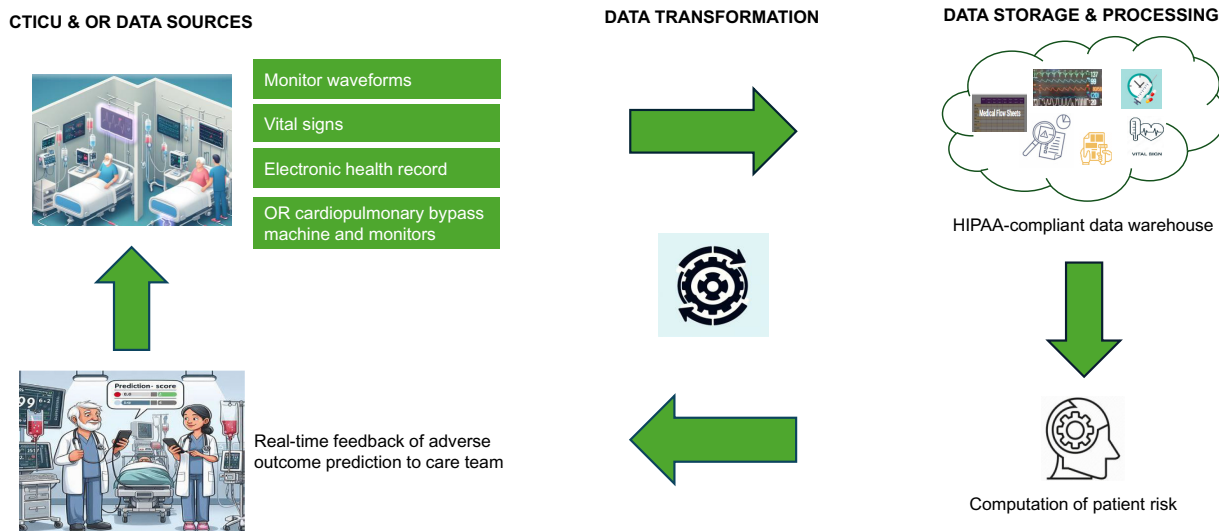 CTICU & OR DATA SOURCES
DATA TRANSFORMATION
DATA STORAGE & PROCESSING
Monitor waveforms
Vital signs
Electronic health record
OR cardiopulmonary bypass
machine and monitors
Medical Flow Sheets
VITAL SIGN
HIPAA-compliant data warehouse
Prediction- score
Real-time feedback of adverse
outcome prediction to care team
Computation of patient risk